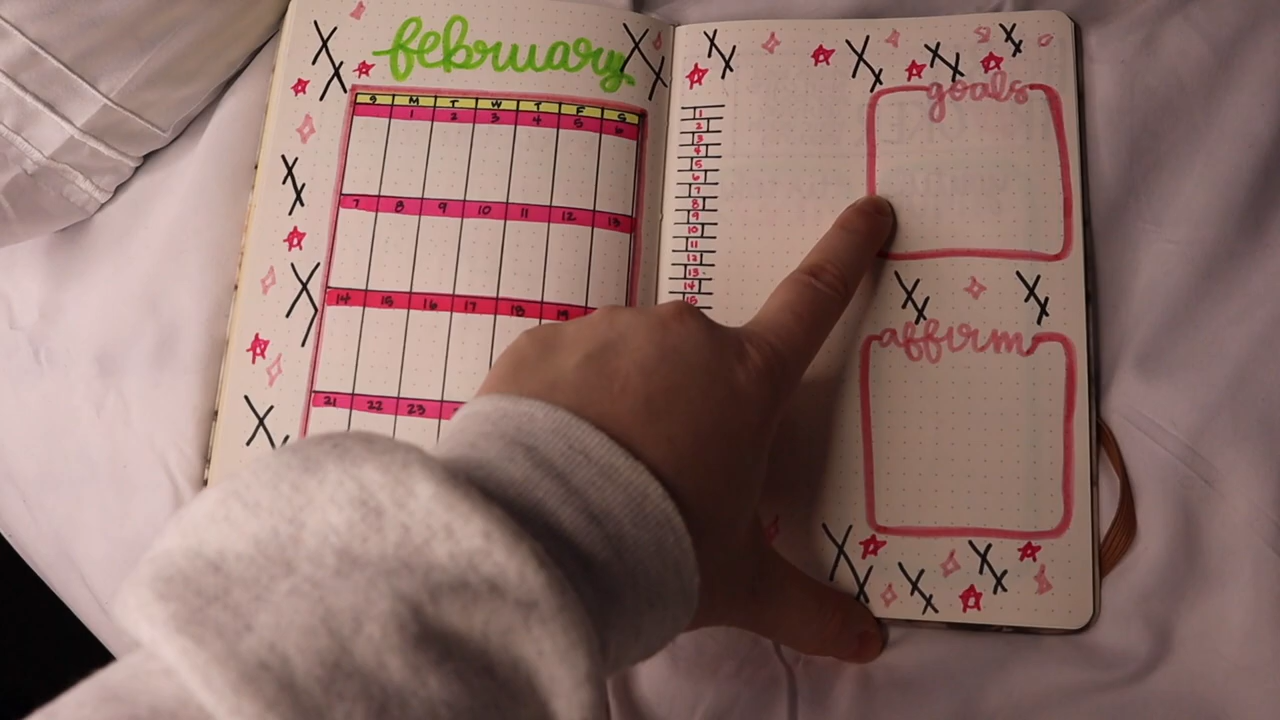 february
S M T W T F S
1 2 3 4 5 6
7 8 9 10 11 12 13
14 15 16 17 18 19
21 22 23
1
2
3
4
5
6
7
8
9
10
11
12
13
14
15
goals
affirm